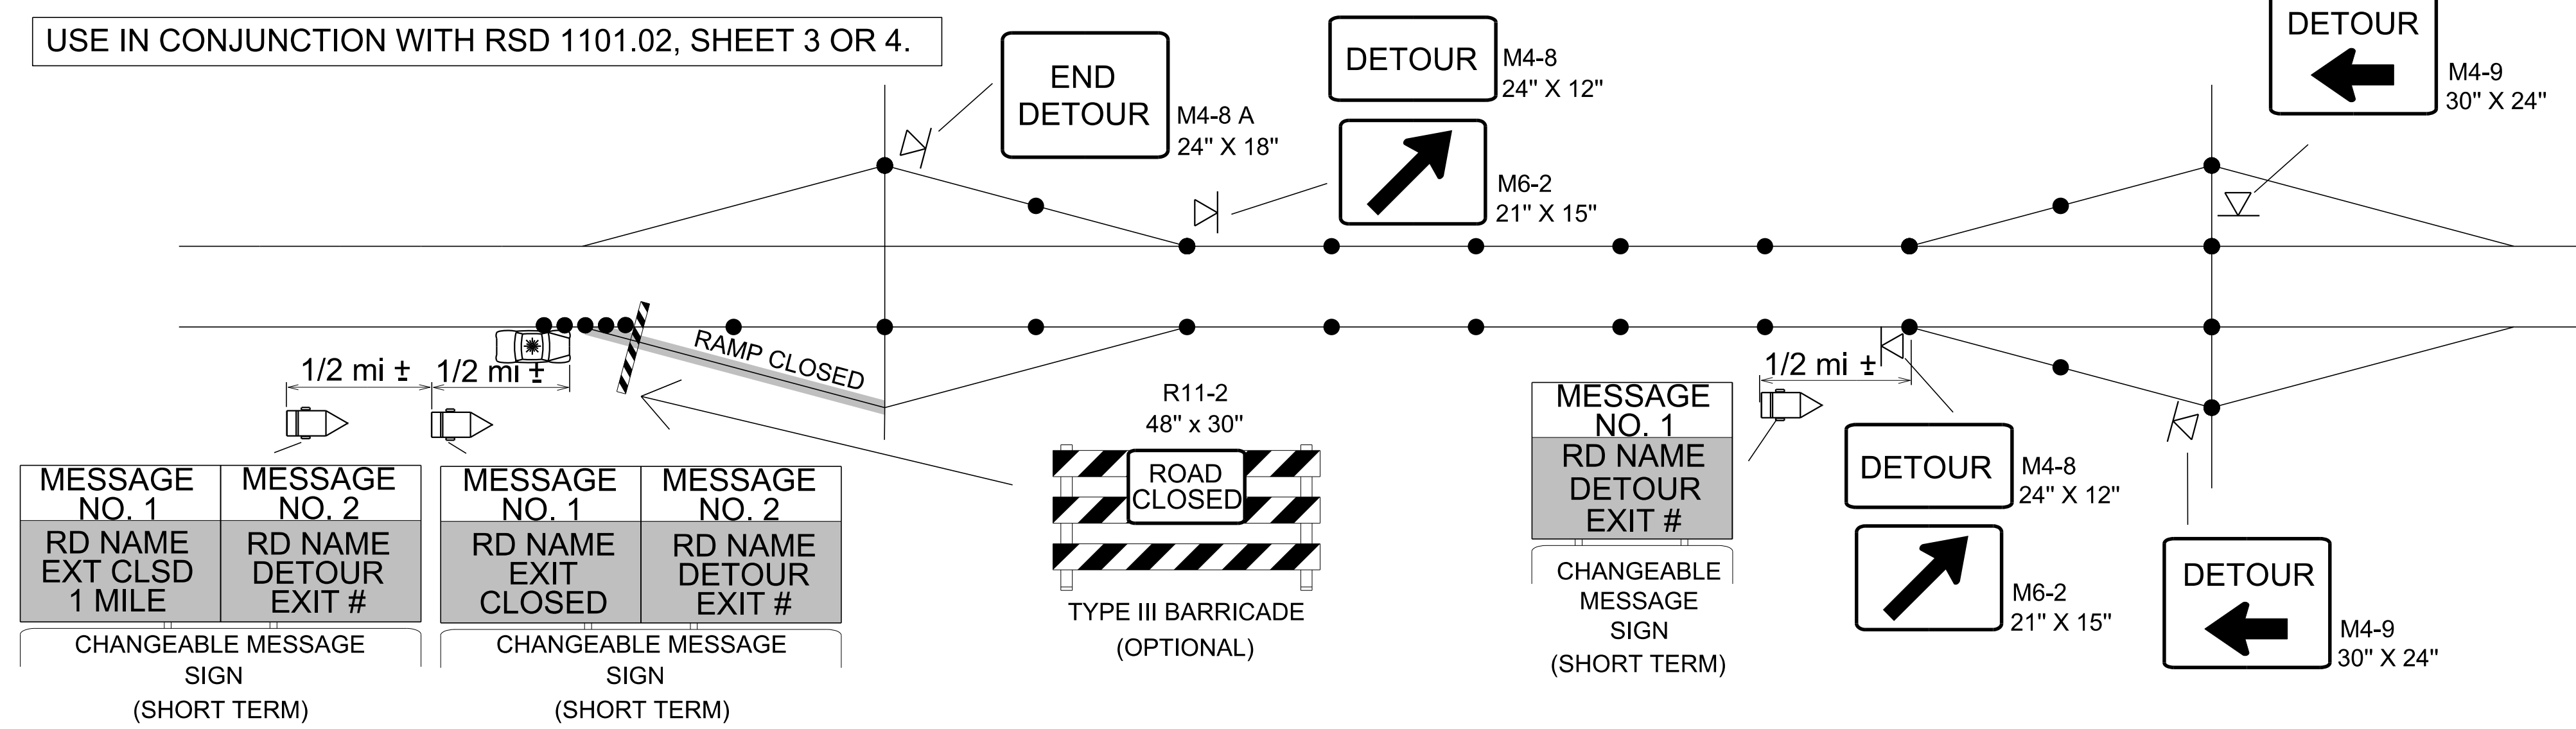 USE IN CONJUNCTION WITH RSD 1101.02, SHEET 3 OR 4.
END
DETOUR
M4-8 A
24" X 18"
DETOUR
M4-8
24" X 12"
M6-2
21" X 15"
DETOUR
M4-9
30" X 24"
1/2 mi ±
1/2 mi ±
RAMP CLOSED
1/2 mi ±
MESSAGE
NO. 1
RD NAME
EXT CLSD
1 MILE
MESSAGE
NO. 2
RD NAME
DETOUR
EXIT #
CHANGEABLE MESSAGE
SIGN
(SHORT TERM)
MESSAGE
NO. 1
RD NAME
EXIT
CLOSED
MESSAGE
NO. 2
RD NAME
DETOUR
EXIT #
CHANGEABLE MESSAGE
SIGN
(SHORT TERM)
R11-2
48" x 30"
ROAD
CLOSED
TYPE III BARRICADE
(OPTIONAL)
MESSAGE
NO. 1
RD NAME
DETOUR
EXIT #
CHANGEABLE
MESSAGE
SIGN
(SHORT TERM)
DETOUR
M4-8
24" X 12"
M6-2
21" X 15"
DETOUR
M4-9
30" X 24"